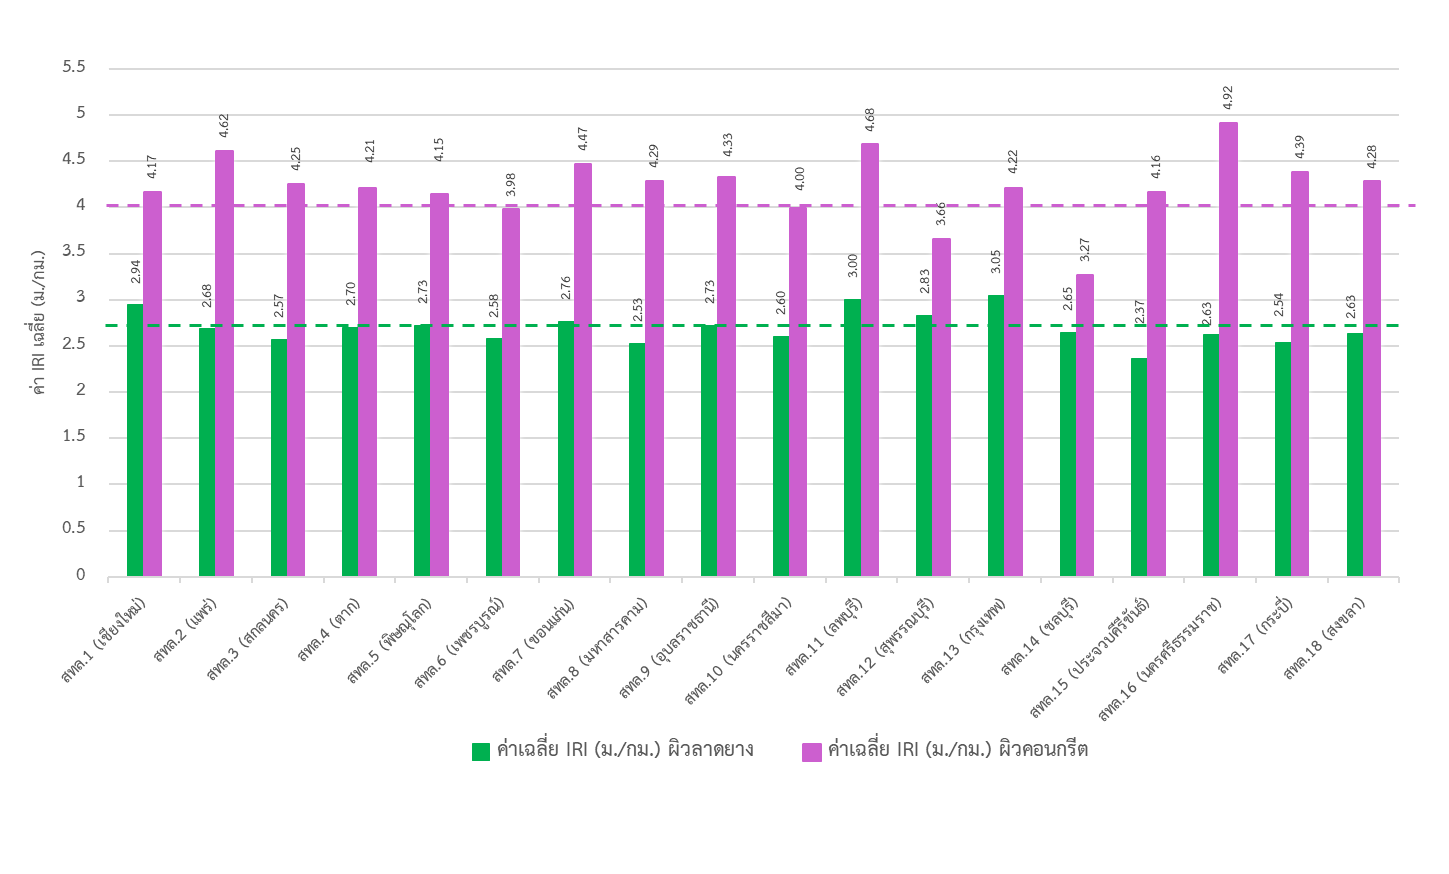 5.5
5
4.5
4
3.5
3
2.5
2
1.5
1
0.5
0
ค่า IRI เฉลี่ย (ม./กม.)
2.94
4.17
2.68
4.62
2.57
4.25
2.70
4.21
2.73
4.15
2.58
3.98
2.76
4.47
2.53
4.29
2.73
4.33
2.60
4.00
3.00
4.68
2.83
3.66
3.05
4.22
2.65
3.27
2.37
4.16
2.63
4.92
2.54
4.39
2.63
4.28
สทล.1 (เชียงใหม่)
สทล.2 (แพร่)
สทล.3 (สกลนคร)
สทล.4 (ตาก)
สทล.5 (พิษณุโลก)
สทล.6 (เพชรบูรณ์)
สทล.7 (ขอนแก่น)
สทล.8 (มหาสารคาม)
สทล.9 (อุบลราชธานี)
สทล.10 (นครราชสีมา)
สทล.11 (ลพบุรี)
สทล.12 (สุพรรณบุรี)
สทล.13 (กรุงเทพ)
สทล.14 (ชลบุรี)
สทล.15 (ประจวบคีรีขันธ์)
สทล.16 (นครศรีธรรมราช)
สทล.17 (กระบี่)
สทล.18 (สงขลา)
ค่าเฉลี่ย IRI (ม./กม.) ผิวลาดยาง
ค่าเฉลี่ย IRI (ม./กม.) ผิวคอนกรีต